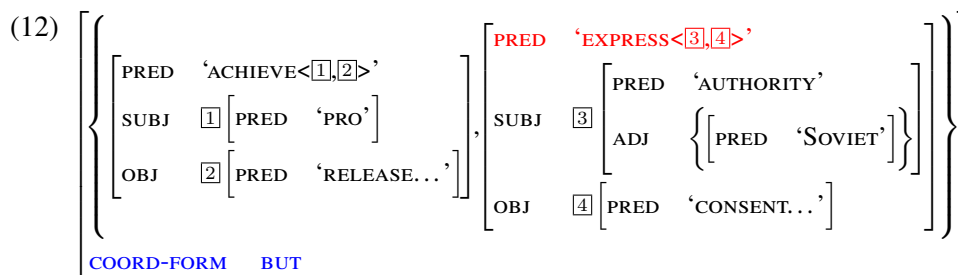 (12)
PRED ‘EXPRESS<3,4>’
PRED ‘ACHIEVE<1,2>’
PRED ‘AUTHORITY’
SUBJ 1 [PRED ‘PRO’] , SUBJ 3
ADJ {[PRED ‘SOVIET’]}
OBJ 2 [PRED ‘RELEASE...’]
OBJ 4 [PRED ‘CONSENT...’]
COORD-FORM BUT